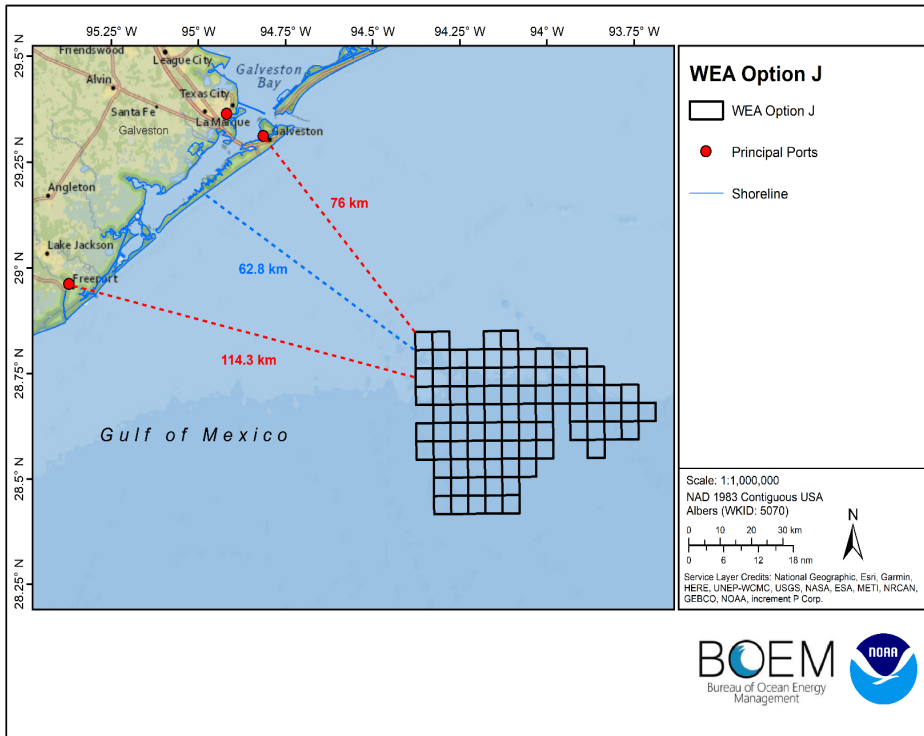 95.25° W
95° W
94.75° W
94.5° W
94.25° W
94° W
93.75° W
29.5° N
29.25° N
29° N
28.75° N
28.5° N
28.25° N
Friendswood
League City
Galveston
Bay
Alvin
Texas City
Santa Fe
La Marque
Galveston
Galveston
Angleton
Lake Jackson
Freeport
76 km
62.8 km
114.3 km
Gulf of Mexico
WEA Option J
WEA Option J
Principal Ports
Shoreline
Scale: 1:1,000,000
NAD 1983 Contiguous USA
Albers (WKID: 5070)
0 10 20 30 km
0 6 12 18 nm
N
Service Layer Credits: National Geographic, Esri, Garmin,
HERE, UNEP-WCMC, USGS, NASA, ESA, METI, NRCAN,
GEBCO, NOAA, increment P Corp.
BOEM
Bureau of Ocean Energy
Management
NOAA